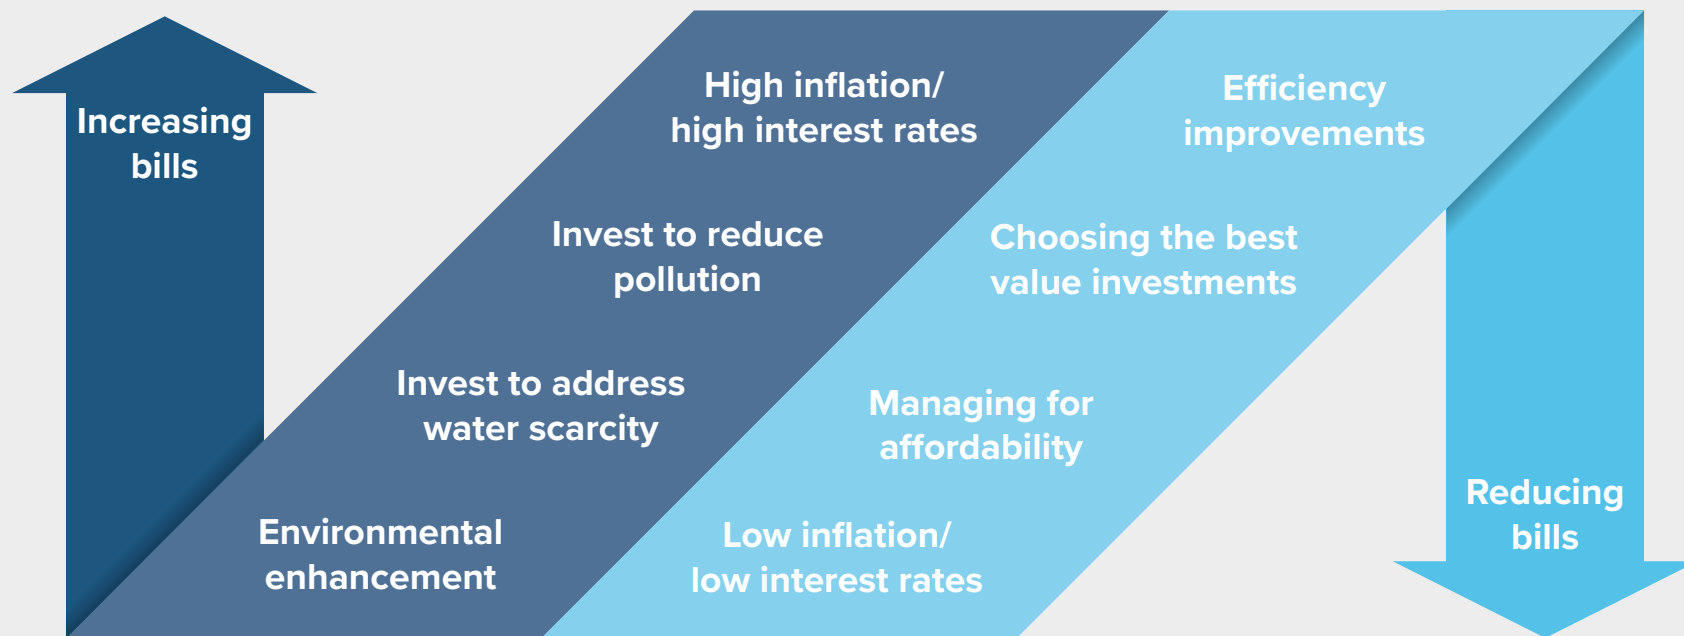 Increasing
bills
High inflation/
high interest rates
Invest to reduce
pollution
Invest to address
water scarcity
Environmental
enhancement
Efficiency
improvements
Choosing the best
value investments
Managing for
affordability
Low inflation/
low interest rates
Reducing
bills